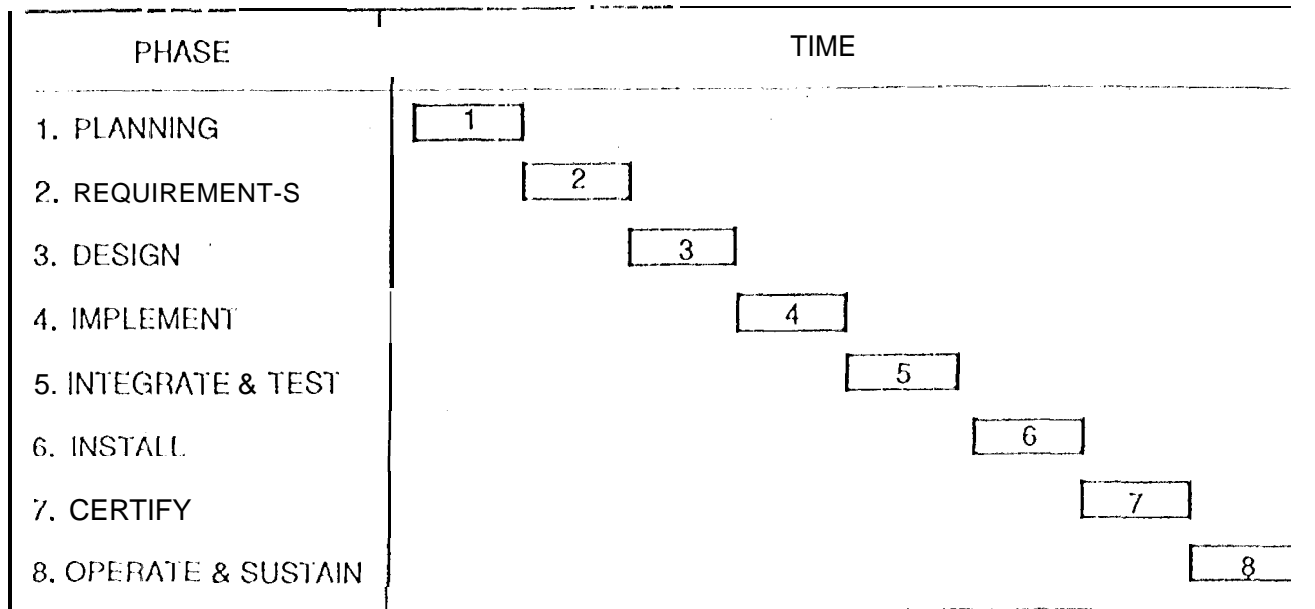 PHASE TIME
1. PLANNING 1
2. REQUIREMENT-S 2
3. DESIGN 3
4. IMPLEMENT 4
5. INTEGRATE & TEST 5
6. INSTALL 6
7. CERTIFY 7
8. OPERATE & SUSTAIN 8